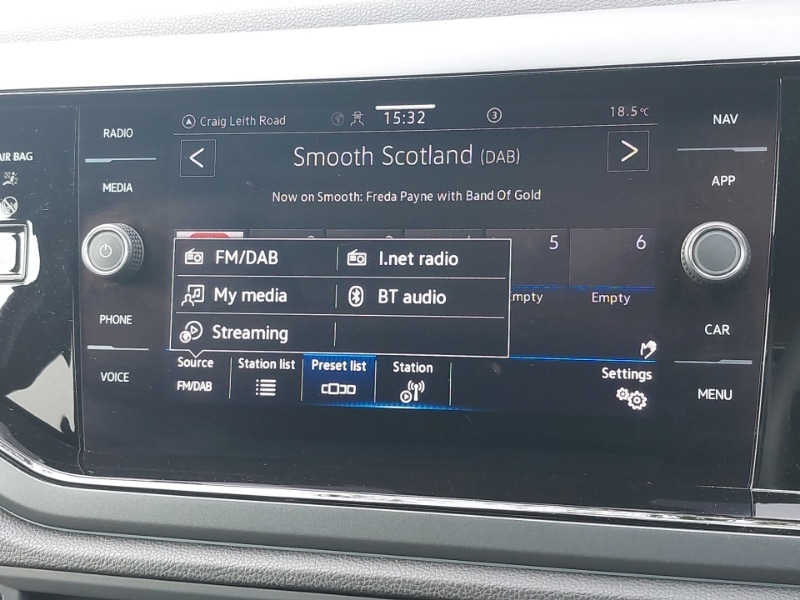 Craig Leith Road 15:32 3 18.5°C
RADIO
NAV
AIR BAG
Smooth Scotland (DAB)
MEDIA
APP
Now on Smooth: Freda Payne with Band Of Gold
5 6
FM/DAB I.net radio
My media BT audio
Empty
PHONE
Streaming
CAR
Source Station list Preset list Station
Settings
FM/DAB
VOICE
MENU